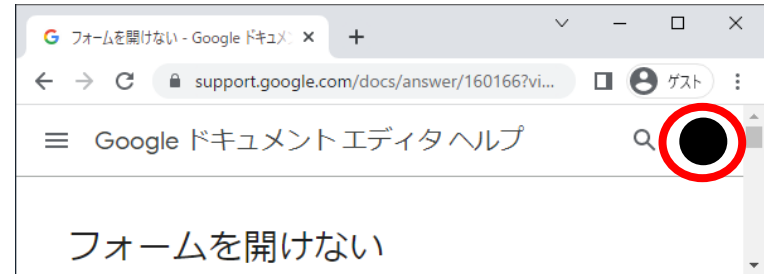 フォームを開けない - Google ドキュメ
support.google.com/docs/answer/160166?vi...
ゲスト
Google ドキュメント エディタ ヘルプ
フォームを開けない